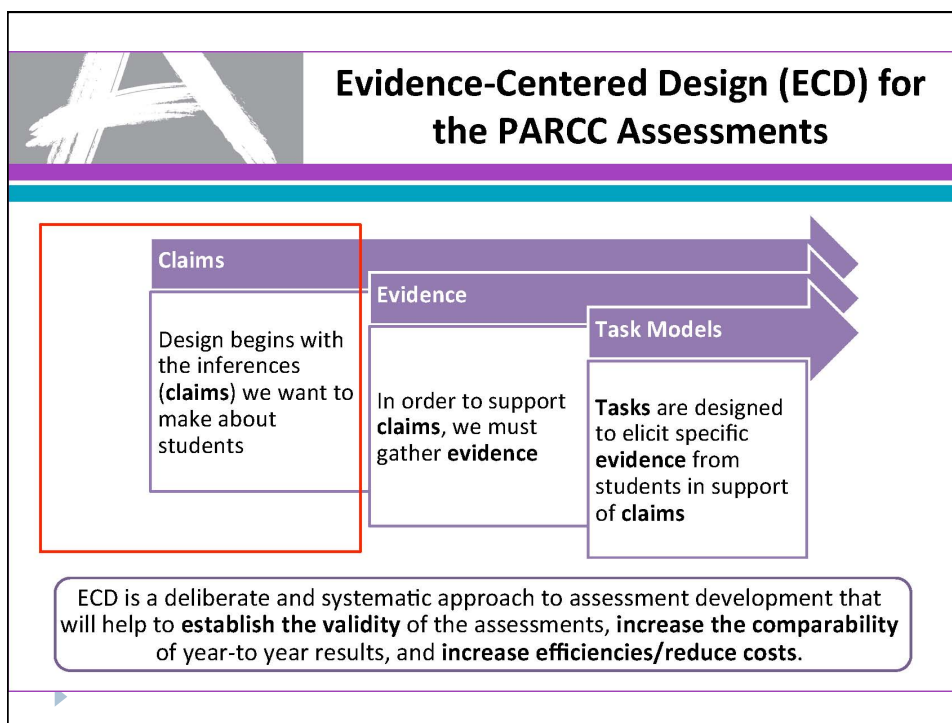 Evidence-Centered Design (ECD) for
the PARCC Assessments
Claims
Design begins with
the inferences
(claims) we want to
make about
students
Evidence
In order to support
claims, we must
gather evidence
Task Models
Tasks are designed
to elicit specific
evidence from
students in support
of claims
ECD is a deliberate and systematic approach to assessment development that
will help to establish the validity of the assessments, increase the comparability
of year-to year results, and increase efficiencies/reduce costs.